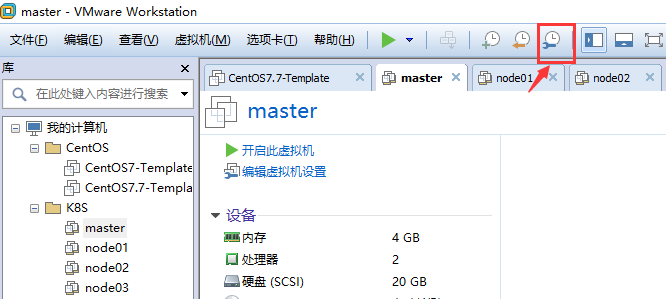 master - VMware Workstation
文件(F) 编辑(E) 查看(V) 虚拟机(M) 选项卡(T) 帮助(H)
库
在此处键入内容进行搜索
我的计算机
CentOS
CentOS7-Template
CentOS7.7-Templa
K8S
master
node01
node02
node03
CentOS7.7-Template master node01 node02
master
开启此虚拟机
编辑虚拟机设置
设备
内存 4 GB
处理器 2
硬盘 (SCSI) 20 GB